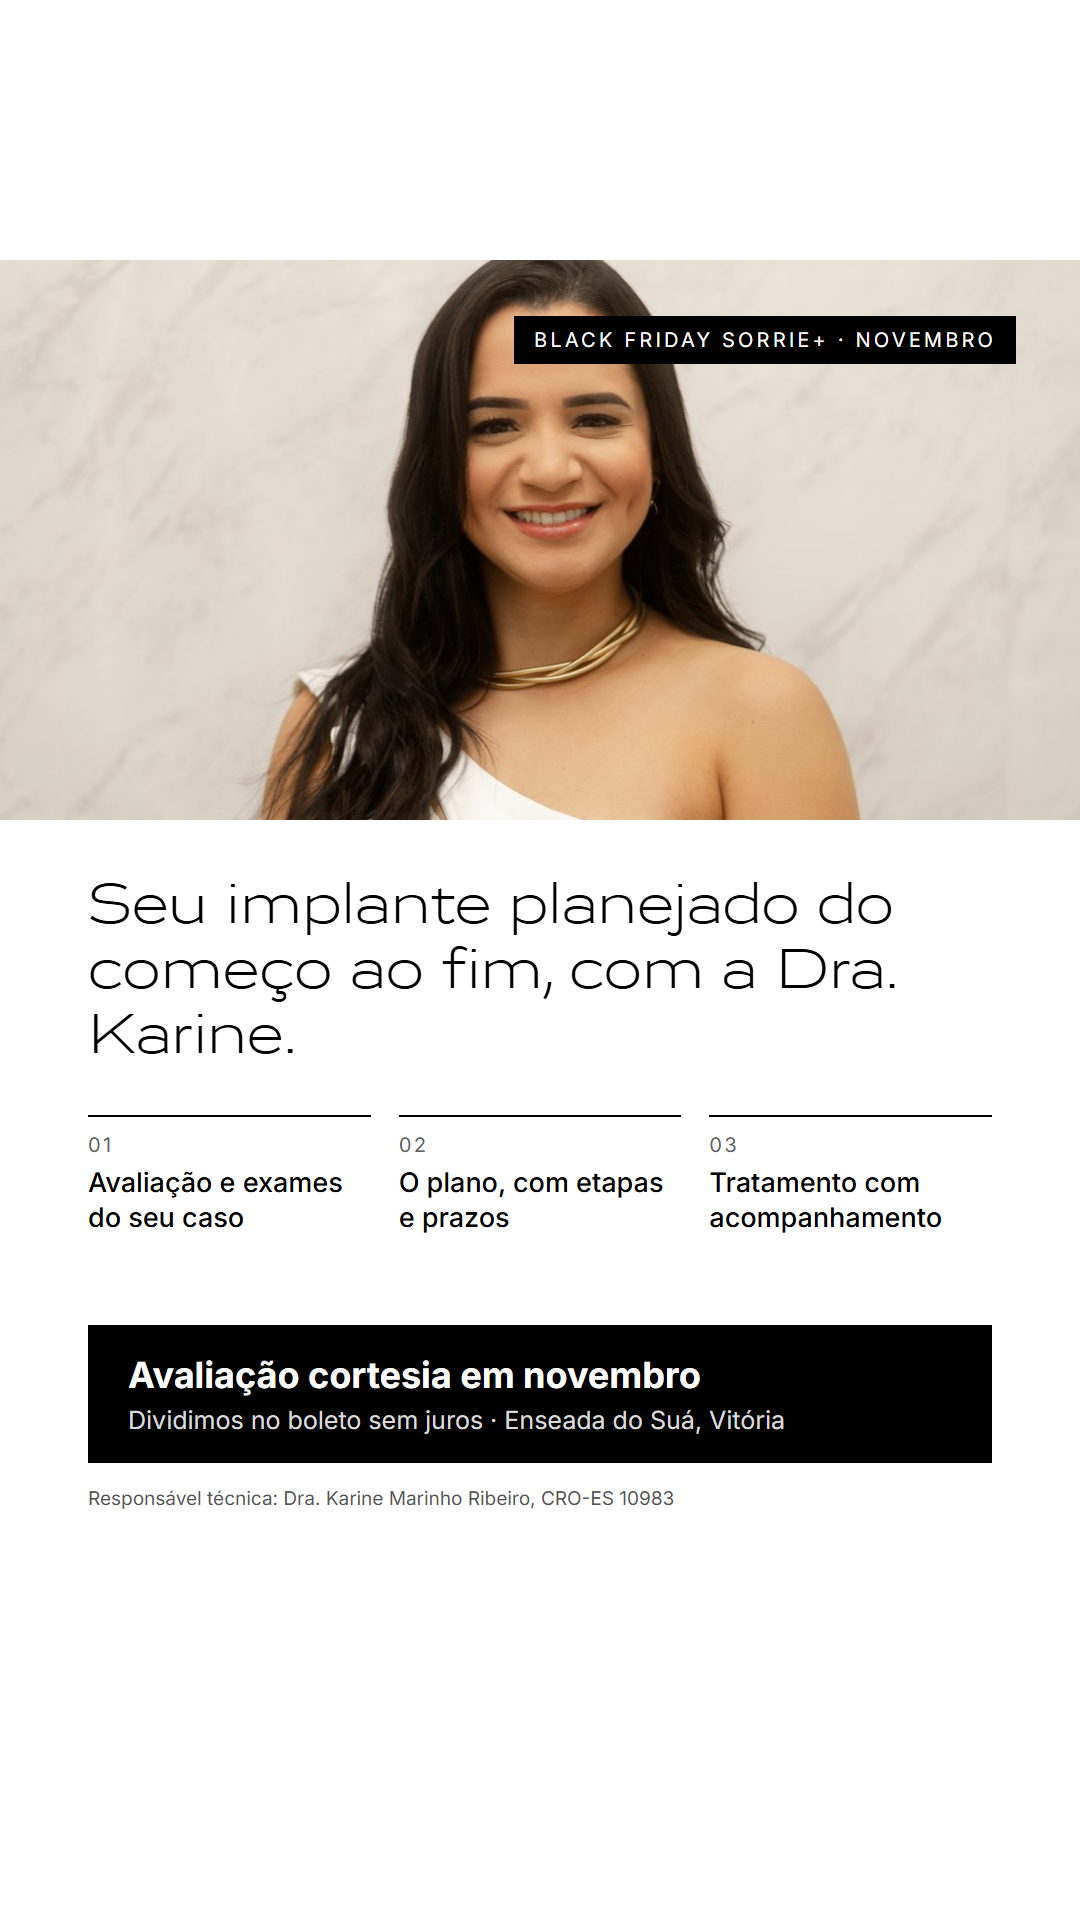 BLACK FRIDAY SORRIE+ · NOVEMBRO
Seu implante planejado do
começo ao fim, com a Dra.
Karine.
01
Avaliação e exames
do seu caso
02
O plano, com etapas
e prazos
03
Tratamento com
acompanhamento
Avaliação cortesia em novembro
Dividimos no boleto sem juros · Enseada do Suá, Vitória
Responsável técnica: Dra. Karine Marinho Ribeiro, CRO-ES 10983